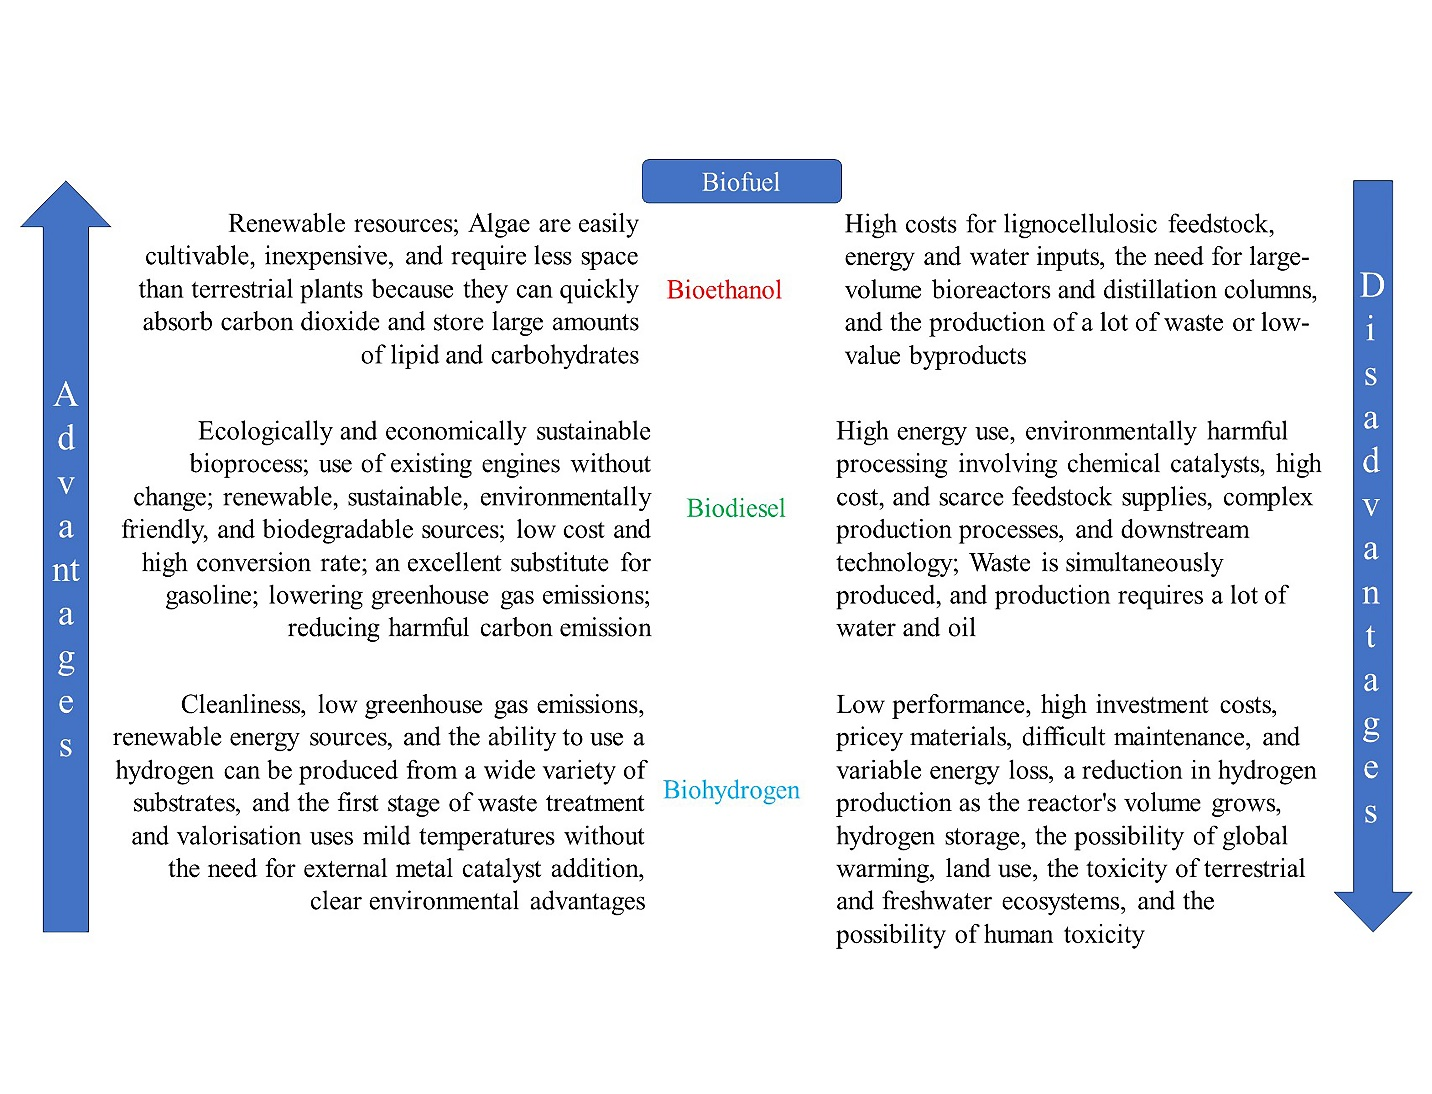 Biofuel
Advantages
Renewable resources; Algae are easily
cultivable, inexpensive, and require less space
than terrestrial plants because they can quickly
absorb carbon dioxide and store large amounts
of lipid and carbohydrates
Bioethanol
High costs for lignocellulosic feedstock,
energy and water inputs, the need for large-
volume bioreactors and distillation columns,
and the production of a lot of waste or low-
value byproducts
Ecologically and economically sustainable
bioprocess; use of existing engines without
change; renewable, sustainable, environmentally
friendly, and biodegradable sources; low cost and
high conversion rate; an excellent substitute for
gasoline; lowering greenhouse gas emissions;
reducing harmful carbon emission
Biodiesel
High energy use, environmentally harmful
processing involving chemical catalysts, high
cost, and scarce feedstock supplies, complex
production processes, and downstream
technology; Waste is simultaneously
produced, and production requires a lot of
water and oil
Cleanliness, low greenhouse gas emissions,
renewable energy sources, and the ability to use a
hydrogen can be produced from a wide variety of
substrates, and the first stage of waste treatment
and valorisation uses mild temperatures without
the need for external metal catalyst addition,
clear environmental advantages
Biohydrogen
Low performance, high investment costs,
pricey materials, difficult maintenance, and
variable energy loss, a reduction in hydrogen
production as the reactor's volume grows,
hydrogen storage, the possibility of global
warming, land use, the toxicity of terrestrial
and freshwater ecosystems, and the
possibility of human toxicity
Disadvantages